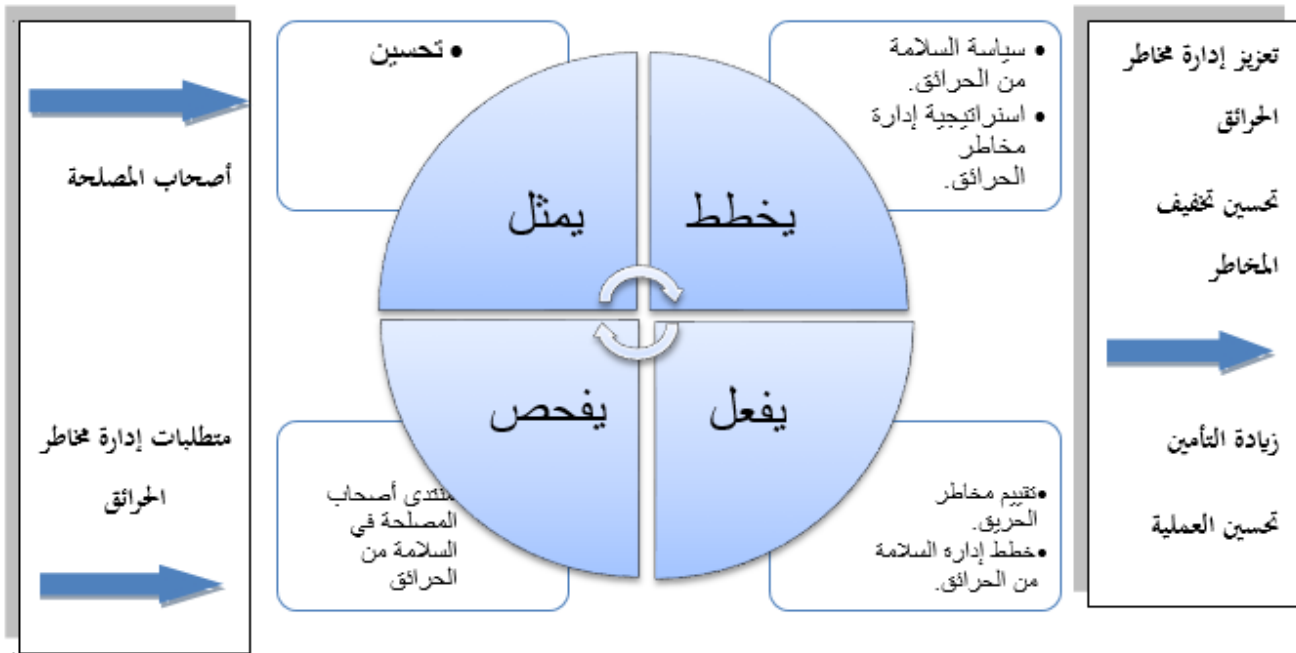 تعزيز إدارة مخاطر
الحرائق
تحسين تخفيف
المخاطر
زيادة التأمين
تحسين العملية
• سياسة السلامة
من الحرائق.
• استراتيجية إدارة
مخاطر
الحرائق.
يخطط
• تحسين
يمثل
يفعل
•تقييم مخاطر
الحريق.
•خطط إداره السلامة
من الحرائق.
يفحص
منتدى أصحاب
المصلحة في
السلامة من
الحرائق
أصحاب المصلحة
متطلبات إدارة مخاطر
الحرائق